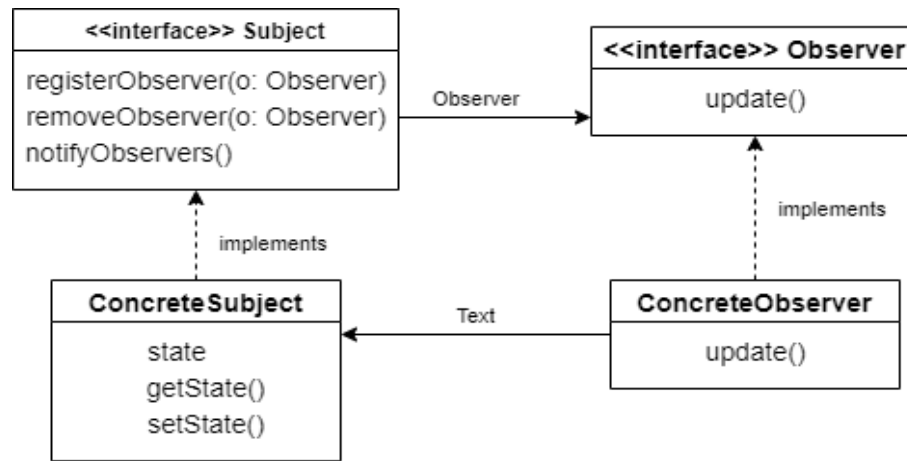 <<interface>> Subject
registerObserver(o: Observer)
removeObserver(o: Observer)
notifyObservers()
Observer
<<interface>> Observer
update()
implements
implements
ConcreteSubject
state
getState()
setState()
Text
ConcreteObserver
update()